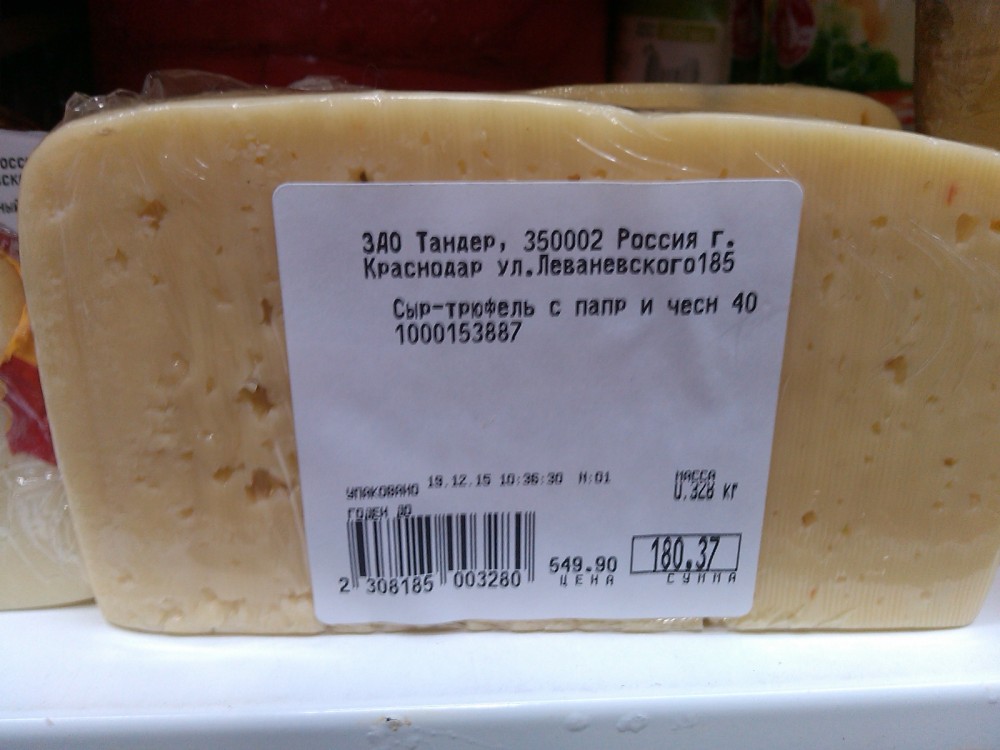 ЗАО Тандер, 350002 Россия г.
Краснодар ул.Леваневского185
Сыр-трюфель с папр и чесн 40
1000153887
УПАКОВАНО 19.12.15 10:36:30 М:01
МАССА
0,328 кг
ГОДЕН ДО
549.90
ЦЕНА
180,37
СУММА
2 308185 003280